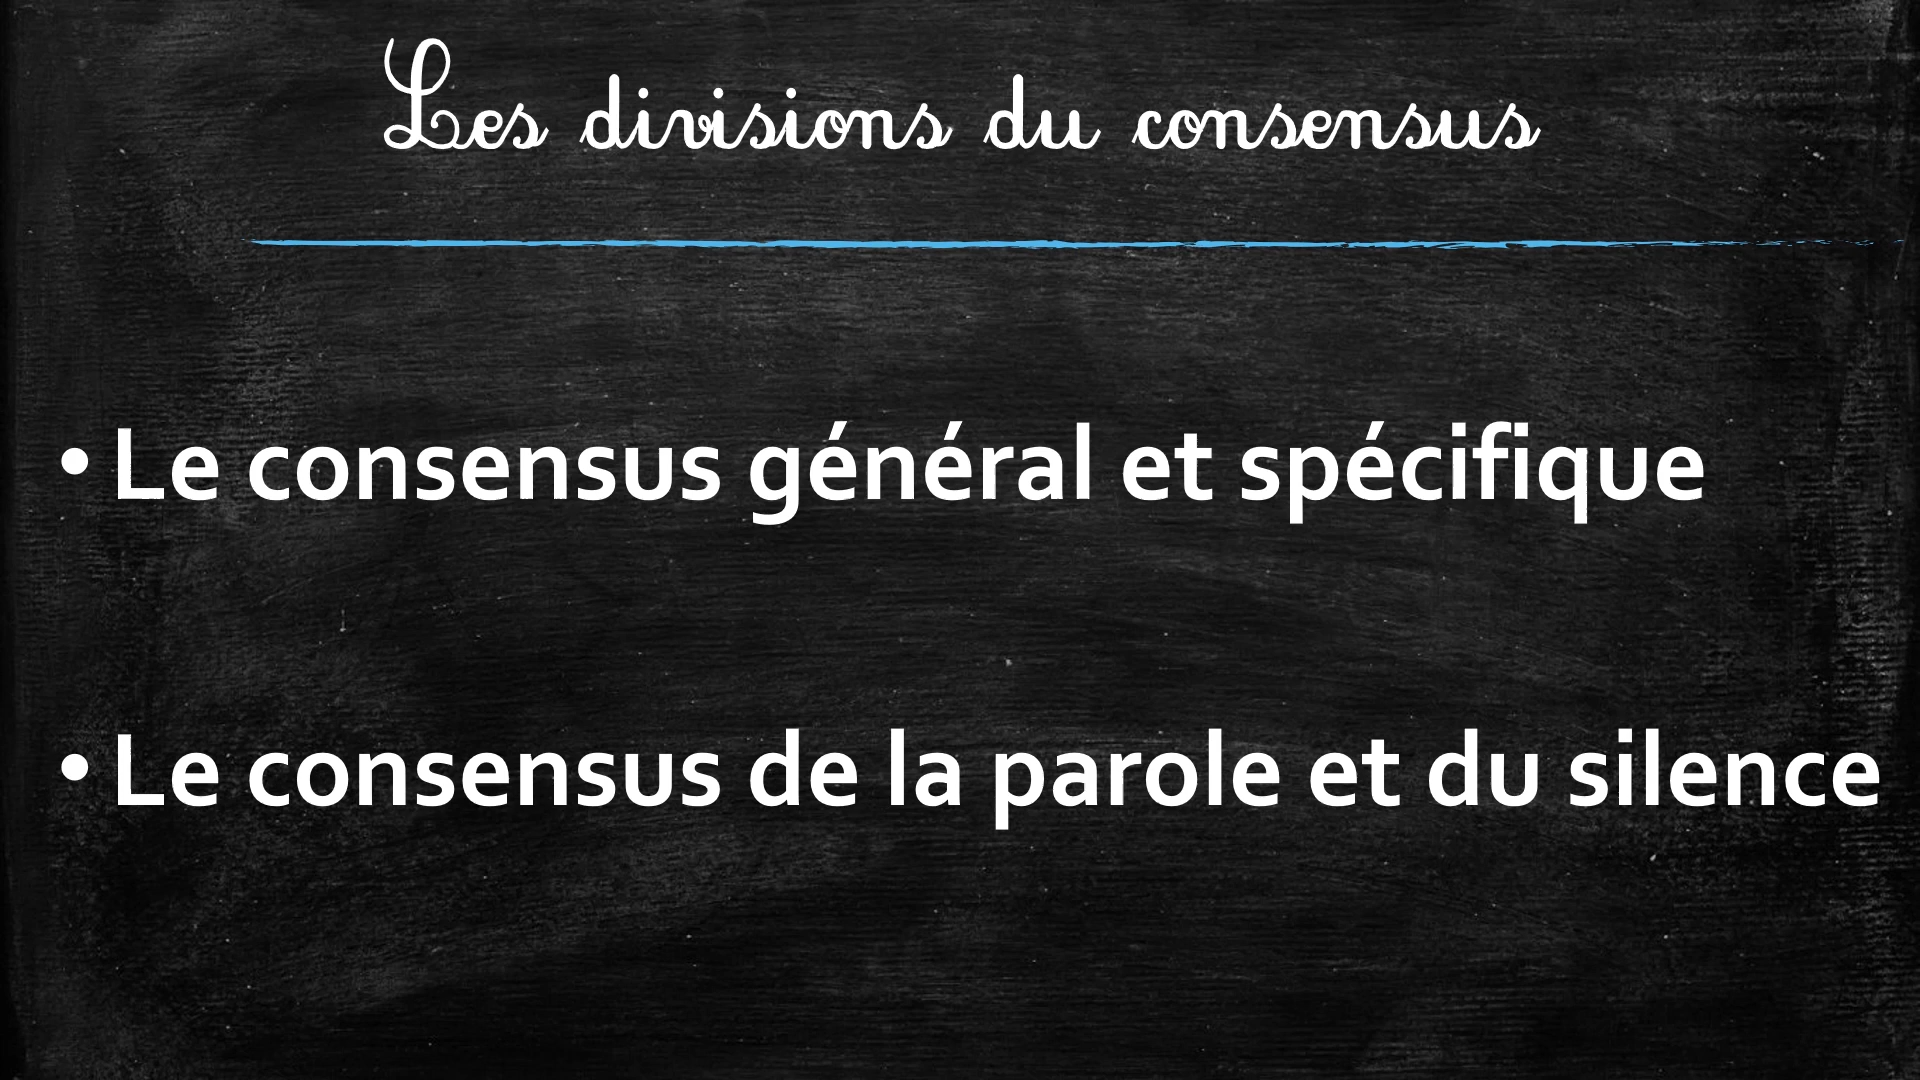 Les divisions du consensus
• Le consensus général et spécifique
• Le consensus de la parole et du silence